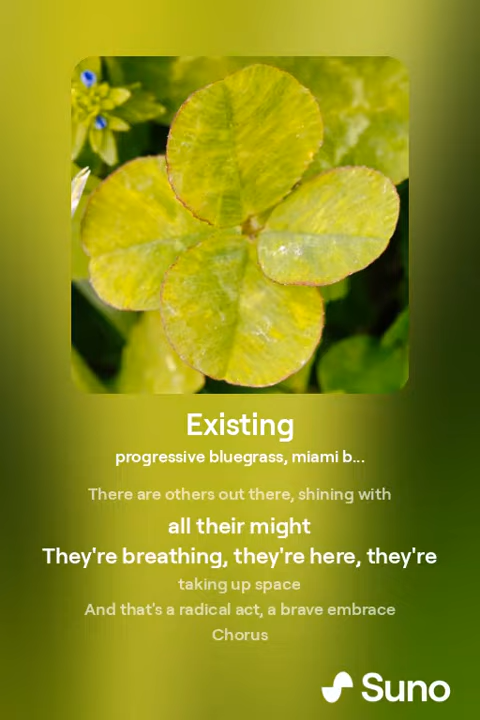 Existing
progressive bluegrass, miami b...
There are others out there, shining with
all their might
They're breathing, they're here, they're
taking up space
And that's a radical act, a brave embrace
Chorus
Suno